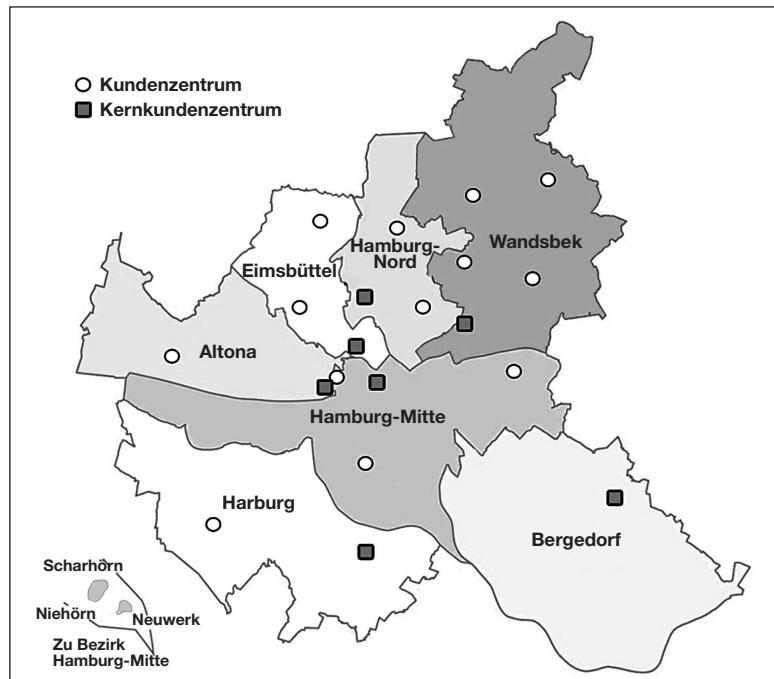 Kundenzentrum
Kernkundenzentrum
Wandsbek
Hamburg-
Nord
Eimsbüttel
Altona
Hamburg-Mitte
Harburg
Bergedorf
Scharhörn
Niehörn
Neuwerk
Zu Bezirk
Hamburg-Mitte